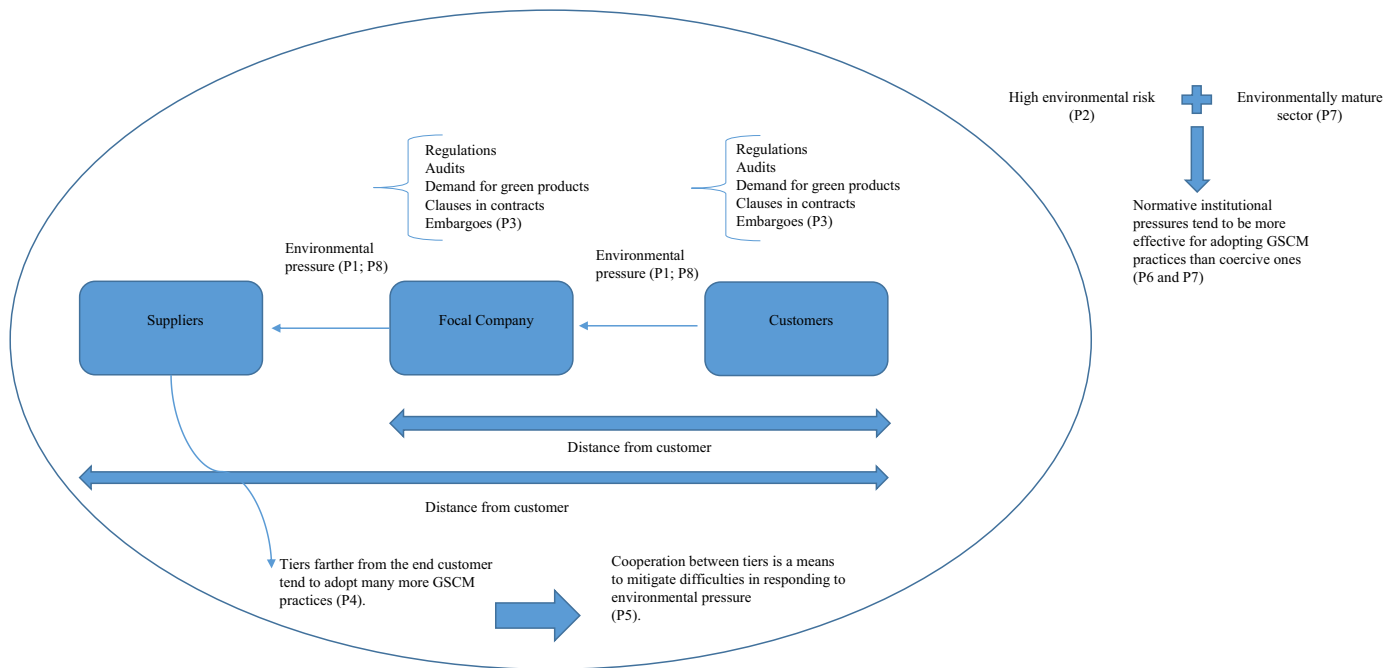 High environmental risk
(P2)
Environmentally mature
sector (P7)
Regulations
Audits
Demand for green products
Clauses in contracts
Embargoes (P3)
Regulations
Audits
Demand for green products
Clauses in contracts
Embargoes (P3)
Normative institutional
pressures tend to be more
effective for adopting GSCM
practices than coercive ones
(P6 and P7)
Environmental
pressure (P1; P8)
Environmental
pressure (P1; P8)
Suppliers
Focal Company
Customers
Distance from customer
Distance from customer
Tiers farther from the end customer
tend to adopt many more GSCM
practices (P4).
Cooperation between tiers is a means
to mitigate difficulties in responding to
environmental pressure
(P5).